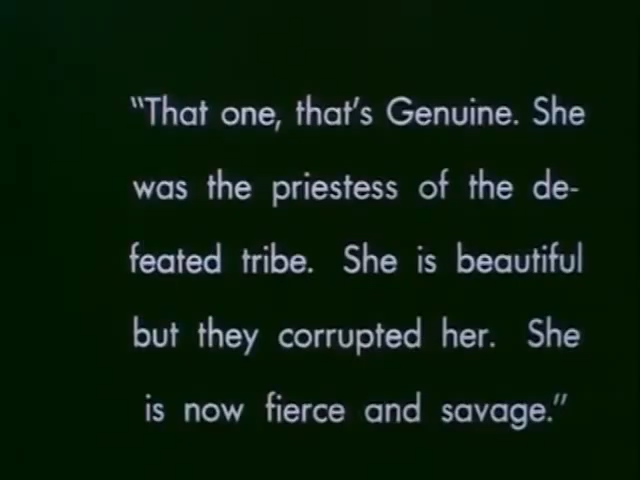 "That one, that's Genuine. She
was the priestess of the de-
feated tribe. She is beautiful
but they corrupted her. She
is now fierce and savage."